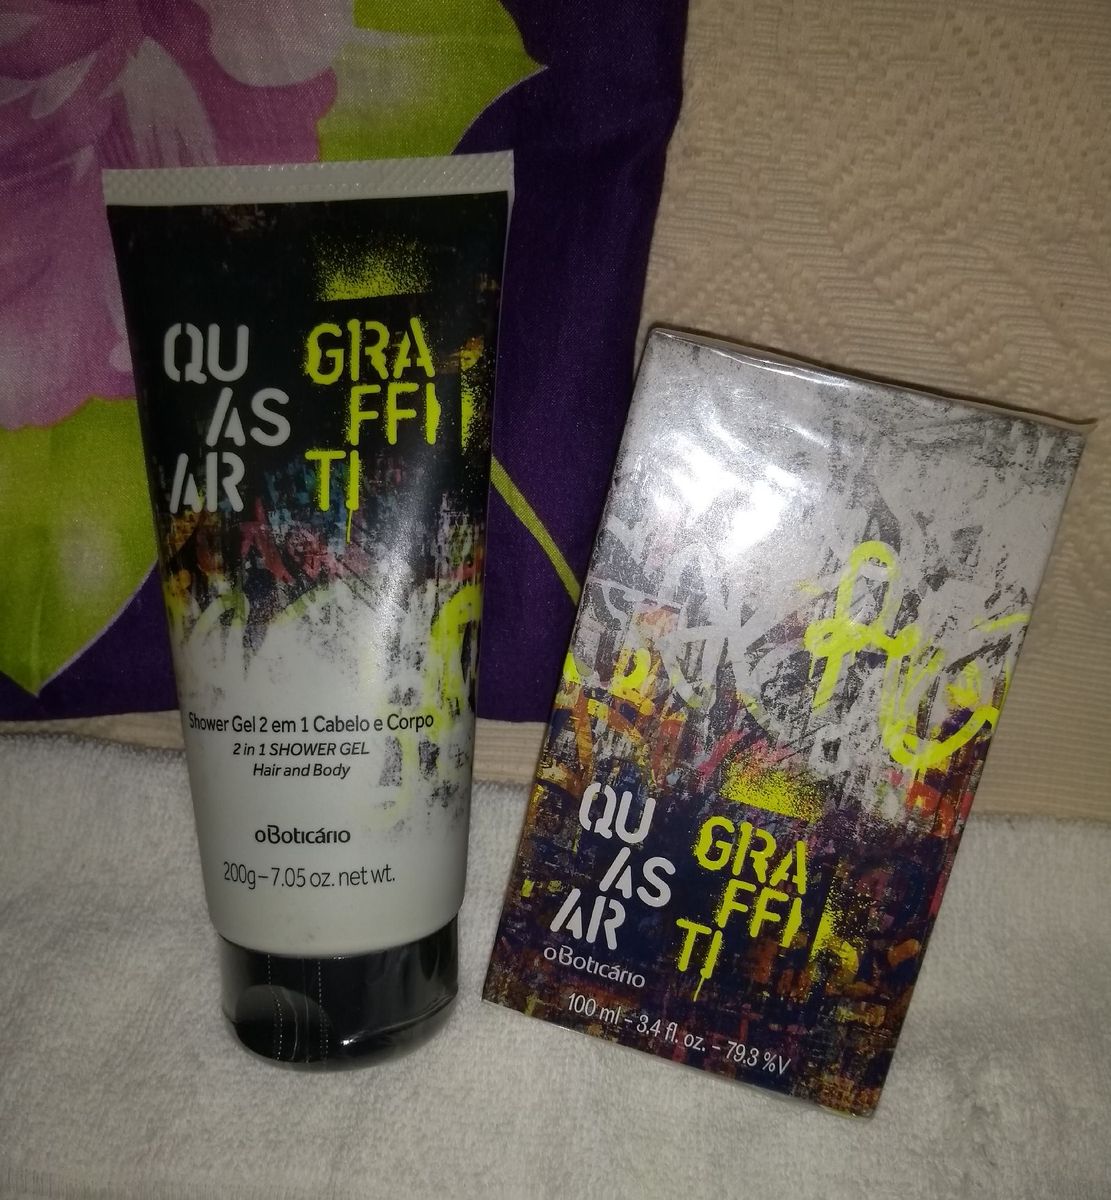 QU
AS
AR
GRA
FFI
TI
Shower Gel 2 em 1 Cabelo e Corpo
2 in 1 SHOWER GEL
Hair and Body
oBoticário
200g – 7.05 oz. net wt.
QU
AS
AR
GRA
FFI
TI
oBoticário
100 ml – 3.4 fl. oz. – 79.3 %V